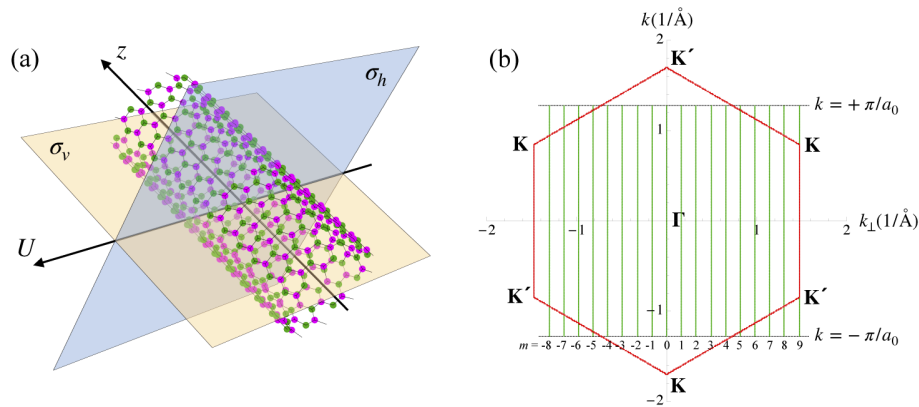 (a)
z
σh
σv
U
(b)
k(1/Å)
2
K´
k = + π/a0
1
K
K
Γ
k⊥(1/Å)
-2
-1
1
2
K´
K´
-1
k = − π/a0
m = -8 -7 -6 -5 -4 -3 -2 -1 0 1 2 3 4 5 6 7 8 9
K
-2